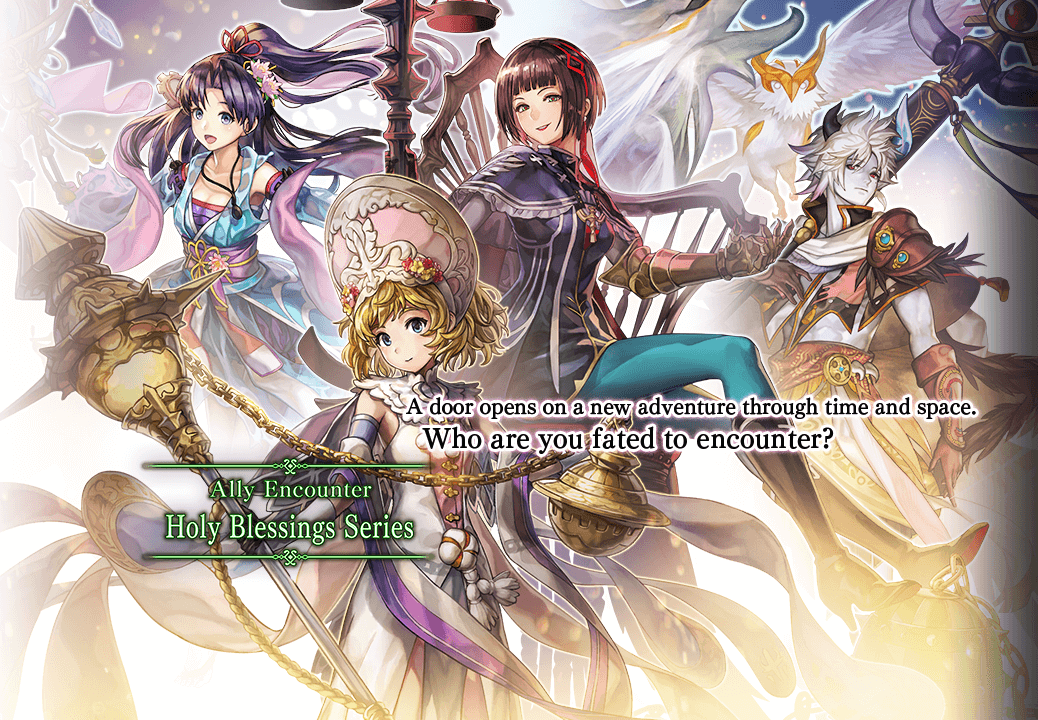 A door opens on a new adventure through time and space.
Who are you fated to encounter?
Ally Encounter
Holy Blessings Series